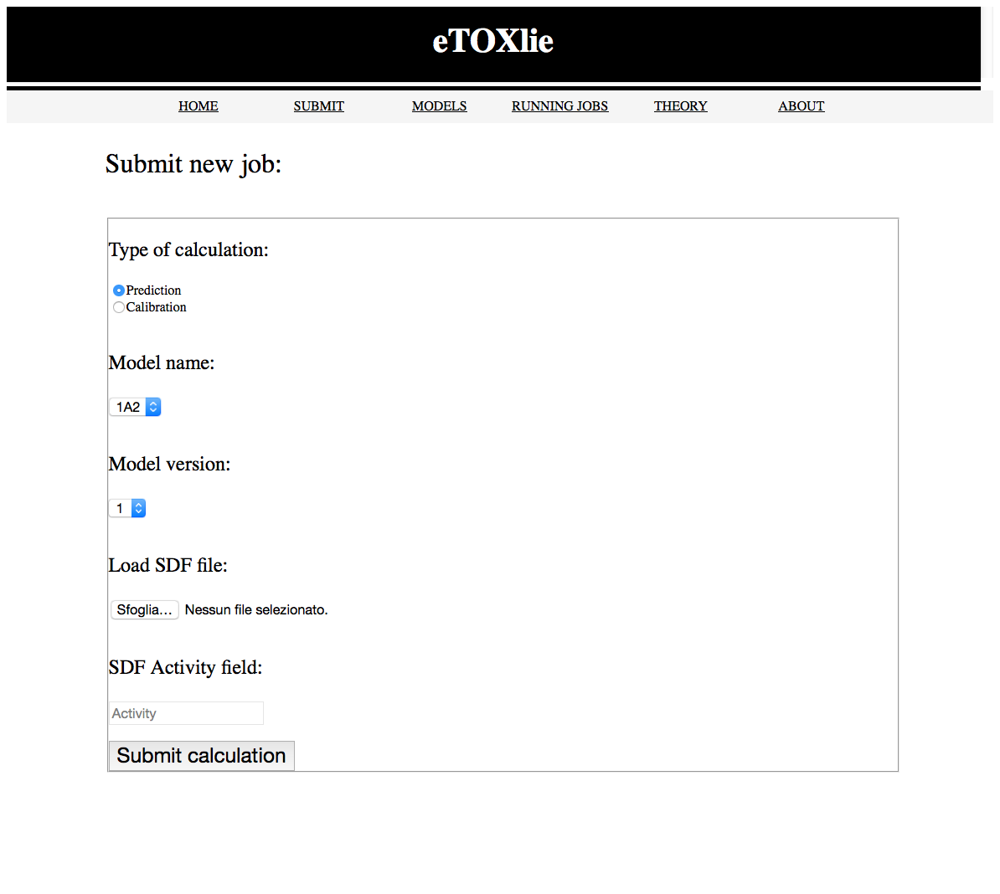 eTOXlie
HOME SUBMIT MODELS RUNNING JOBS THEORY ABOUT
Submit new job:
Type of calculation:
Prediction
Calibration
Model name:
1A2
Model version:
1
Load SDF file:
Sfoglia... Nessun file selezionato.
SDF Activity field:
Activity
Submit calculation